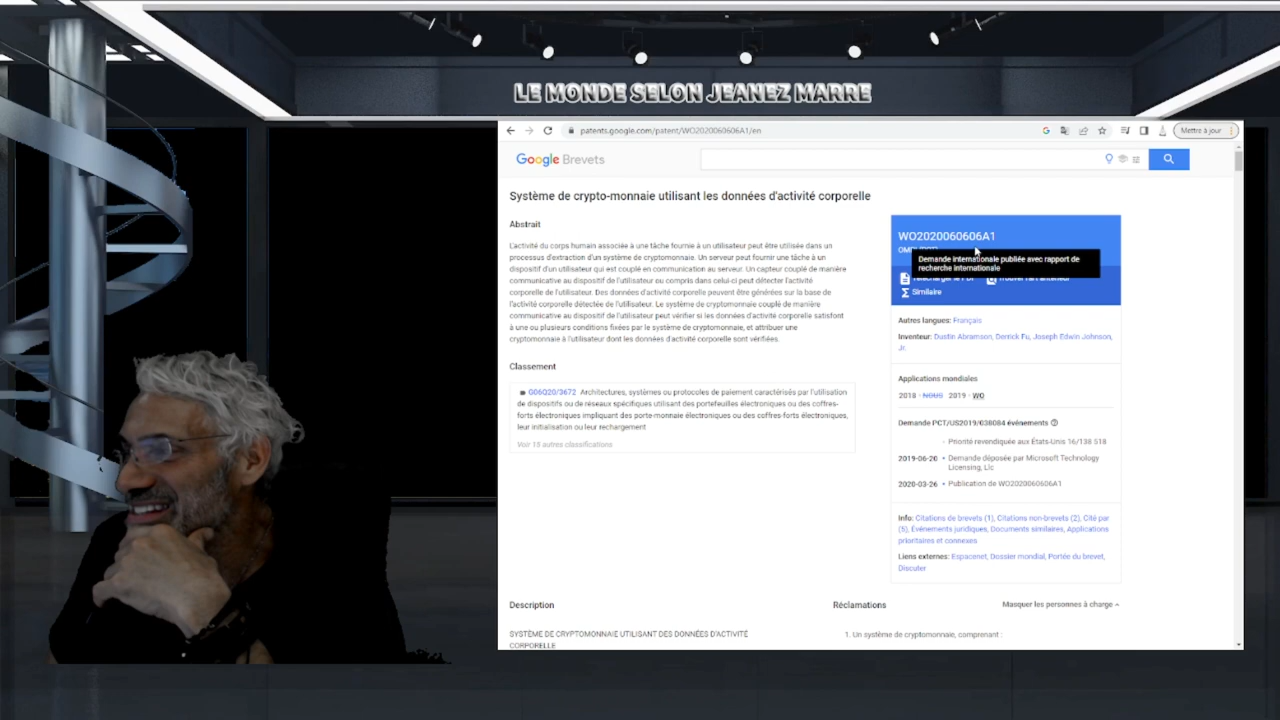 LE MONDE SELON JEANEZ MARRE
patents.google.com/patent/WO2020060606A1/en
Mettre à jour
Google Brevets
Système de crypto-monnaie utilisant les données d'activité corporelle
Abstrait
L'activité du corps humain associée à une tâche fournie à un utilisateur peut être utilisée dans un
processus d'extraction d'un système de cryptomonnaie. Un serveur peut fournir une tâche à un
dispositif d'un utilisateur qui est couplé en communication au serveur. Un capteur couplé de manière
communicative au dispositif de l'utilisateur ou compris dans celui-ci peut détecter l'activité
corporelle de l'utilisateur. Des données d'activité corporelle peuvent être générées sur la base de
l'activité corporelle détectée de l'utilisateur. Le système de cryptomonnaie couplé de manière
communicative au dispositif de l'utilisateur peut vérifier si les données d'activité corporelle satisfont
à une ou plusieurs conditions fixées par le système de cryptomonnaie, et attribuer une
cryptomonnaie à l'utilisateur dont les données d'activité corporelle sont vérifiées.
Classement
G06Q20/3672 Architectures, systèmes ou protocoles de paiement caractérisés par l'utilisation
de dispositifs ou de réseaux spécifiques utilisant des portefeuilles électroniques ou des coffres-
forts électroniques impliquant des porte-monnaie électroniques ou des coffres-forts électroniques,
leur initialisation ou leur rechargement
Voir 15 autres classifications
WO2020060606A1
Demande internationale publiée avec rapport de
recherche internationale
Similaire
Autres langues: Français
Inventeur: Dustin Abramson, Derrick Fu, Joseph Edwin Johnson,
Jr.
Applications mondiales
2018 - NOUS 2019 - WO
Demande PCT/US2019/038084 événements
Priorité revendiquée aux États-Unis 16/138 518
2019-06-20 • Demande déposée par Microsoft Technology
Licensing, Llc
2020-03-26 • Publication de WO2020060606A1
Info: Citations de brevets (1), Citations non-brevets (2), Cité par
(5), Événements juridiques, Documents similaires, Applications
prioritaires et connexes
Liens externes: Espacenet, Dossier mondial, Portée du brevet,
Discuter
Description
SYSTÈME DE CRYPTOMONNAIE UTILISANT DES DONNÉES D'ACTIVITÉ
CORPORELLE
Réclamations
Masquer les personnes à charge
1. Un système de cryptomonnaie, comprenant :